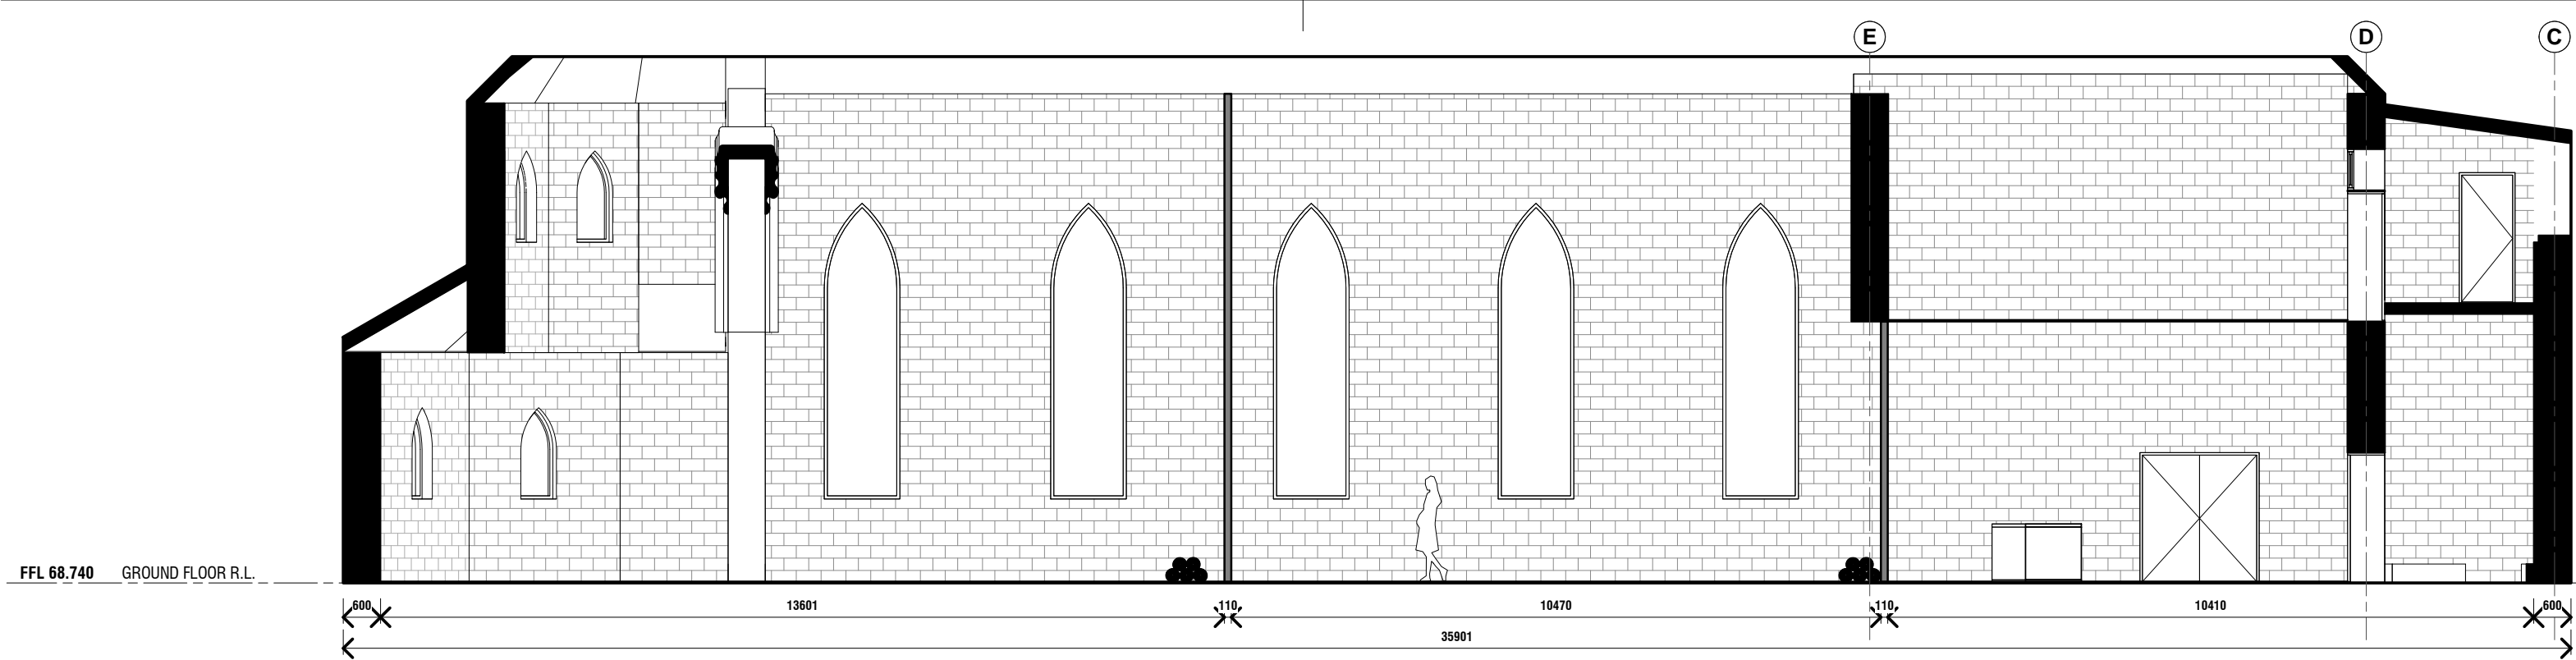 E D C
FFL 68.740 GROUND FLOOR R.L.
600 13601 110 10470 110 10410 600
35901